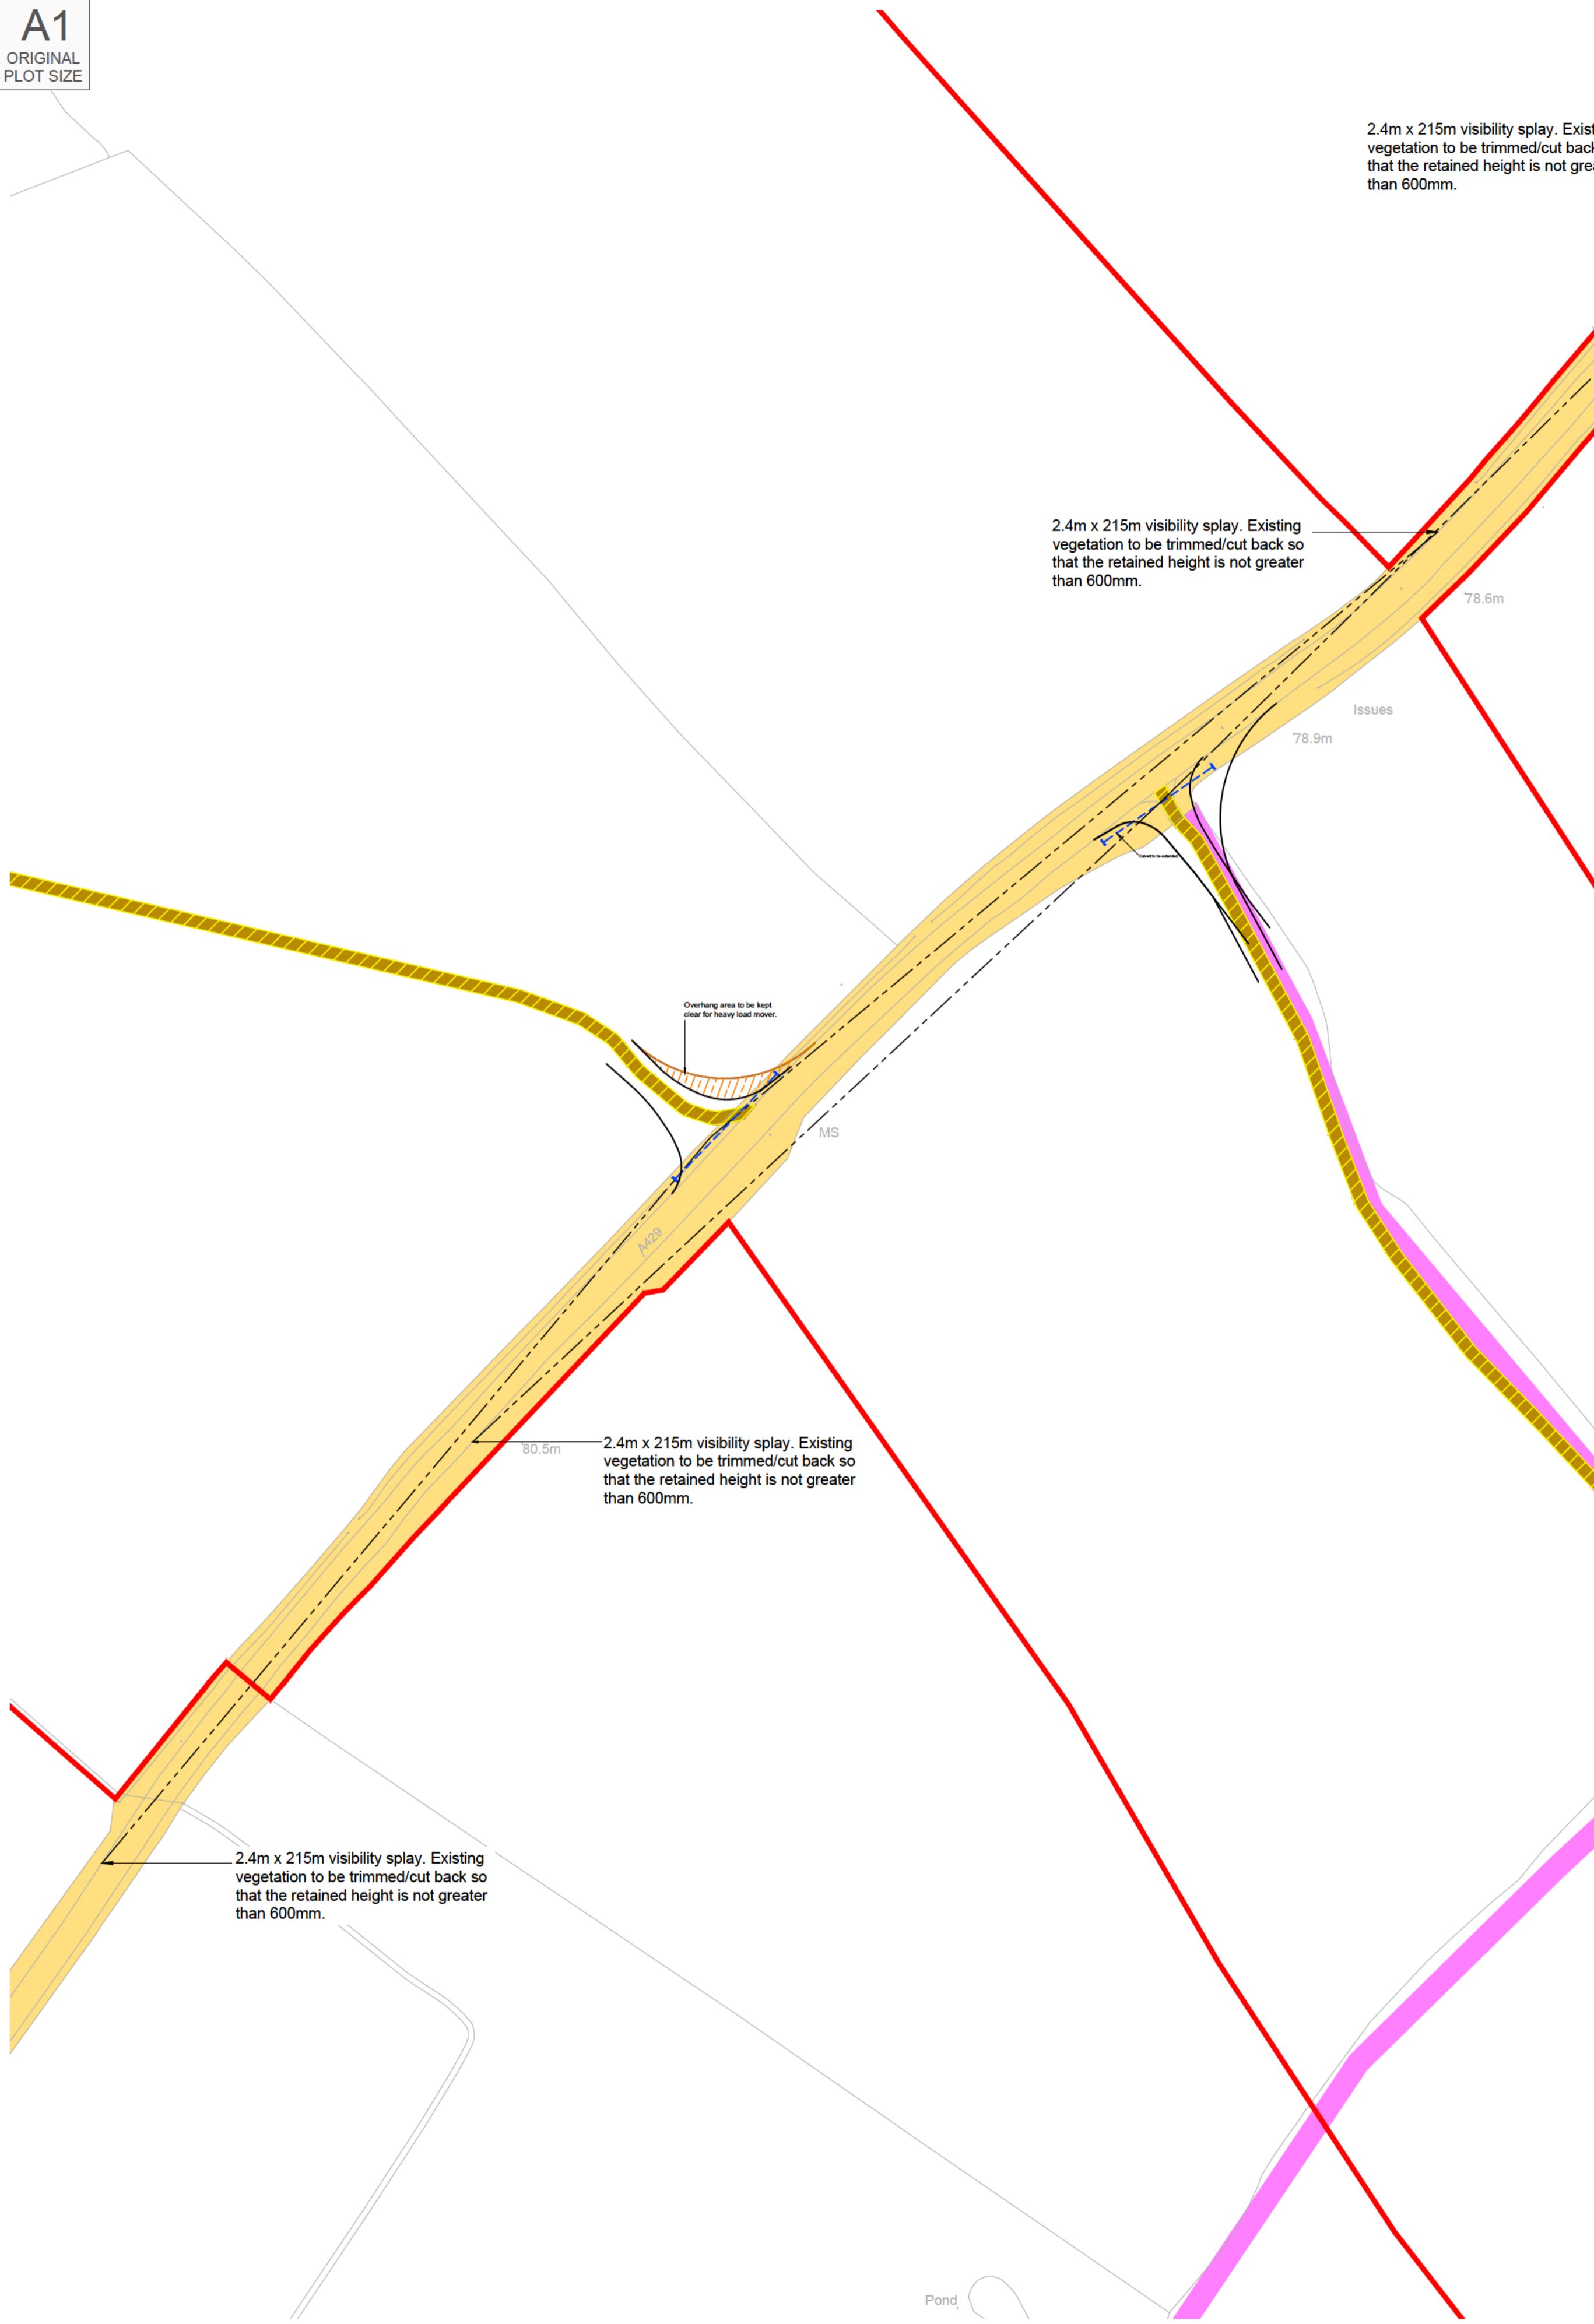 A1
ORIGINAL
PLOT SIZE
2.4m x 215m visibility splay. Exist
vegetation to be trimmed/cut back
that the retained height is not grea
than 600mm.
2.4m x 215m visibility splay. Existing
vegetation to be trimmed/cut back so
that the retained height is not greater
than 600mm.
78.6m
Issues
78.9m
Culvert to be extended
Overhang area to be kept
clear for heavy load mover.
MS
A429
80.5m
2.4m x 215m visibility splay. Existing
vegetation to be trimmed/cut back so
that the retained height is not greater
than 600mm.
2.4m x 215m visibility splay. Existing
vegetation to be trimmed/cut back so
that the retained height is not greater
than 600mm.
Pond